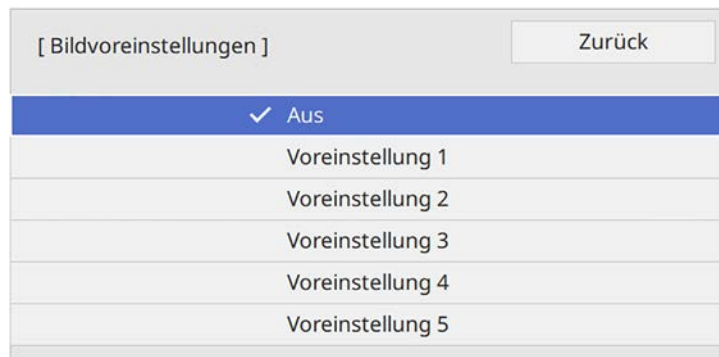 [ Bildvoreinstellungen ] Zurück
Aus
Voreinstellung 1
Voreinstellung 2
Voreinstellung 3
Voreinstellung 4
Voreinstellung 5